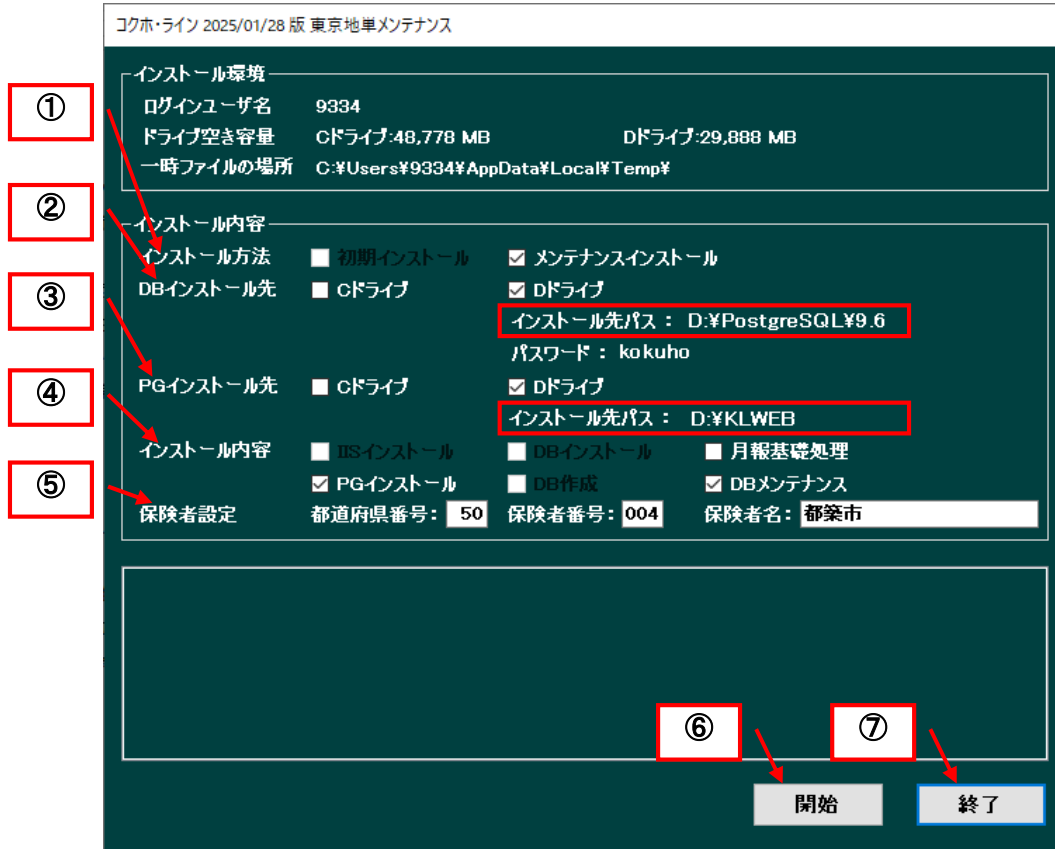 コクホ・ライン 2025/01/28 版 東京地単メンテナンス
インストール環境
① ログインユーザ名 9334
ドライブ空き容量 Cドライブ:48,778 MB Dドライブ:29,888 MB
一時ファイルの場所 C:¥Users¥9334¥AppData¥Local¥Temp¥
② インストール内容
インストール方法 初期インストール メンテナンスインストール
③ DBインストール先 Cドライブ Dドライブ
インストール先パス： D:¥PostgreSQL¥9.6
パスワード： kokuho
④ PGインストール先 Cドライブ Dドライブ
インストール先パス： D:¥KLWEB
インストール内容 IISインストール DBインストール 月報基礎処理
⑤ PGインストール DB作成 DBメンテナンス
保険者設定 都道府県番号： 50 保険者番号： 004 保険者名： 都築市
⑥ ⑦
開始 終了